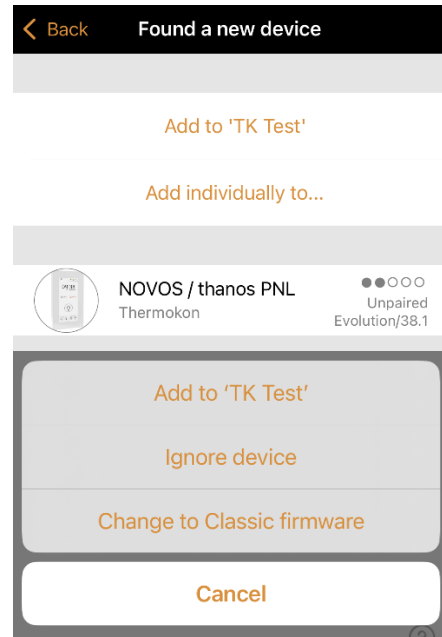 Back
Found a new device
Add to 'TK Test'
Add individually to...
NOVOS / thanos PNL
Thermokon
Unpaired
Evolution/38.1
Add to ‘TK Test’
Ignore device
Change to Classic firmware
Cancel